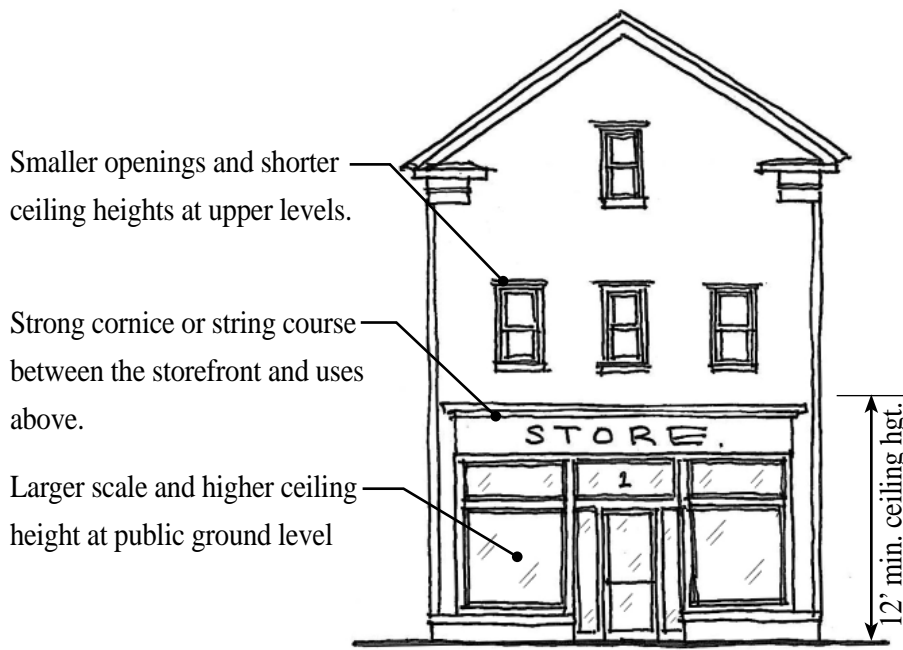 Smaller openings and shorter
ceiling heights at upper levels.
Strong cornice or string course
between the storefront and uses
above.
Larger scale and higher ceiling
height at public ground level
STORE.
1
12’ min. ceiling hgt.